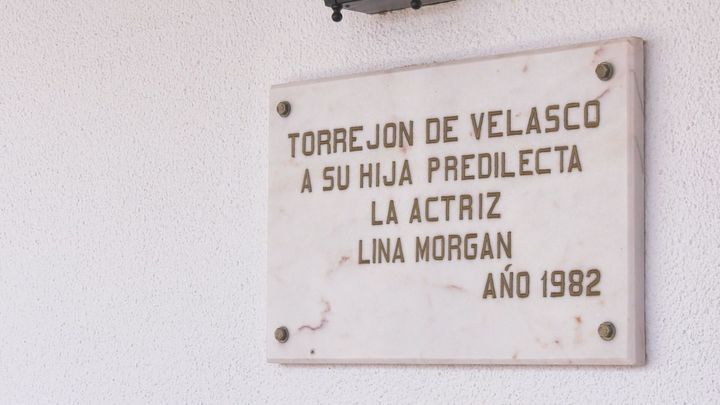 TORREJON DE VELASCO
A SU HIJA PREDILECTA
LA ACTRIZ
LINA MORGAN
AÑO 1982